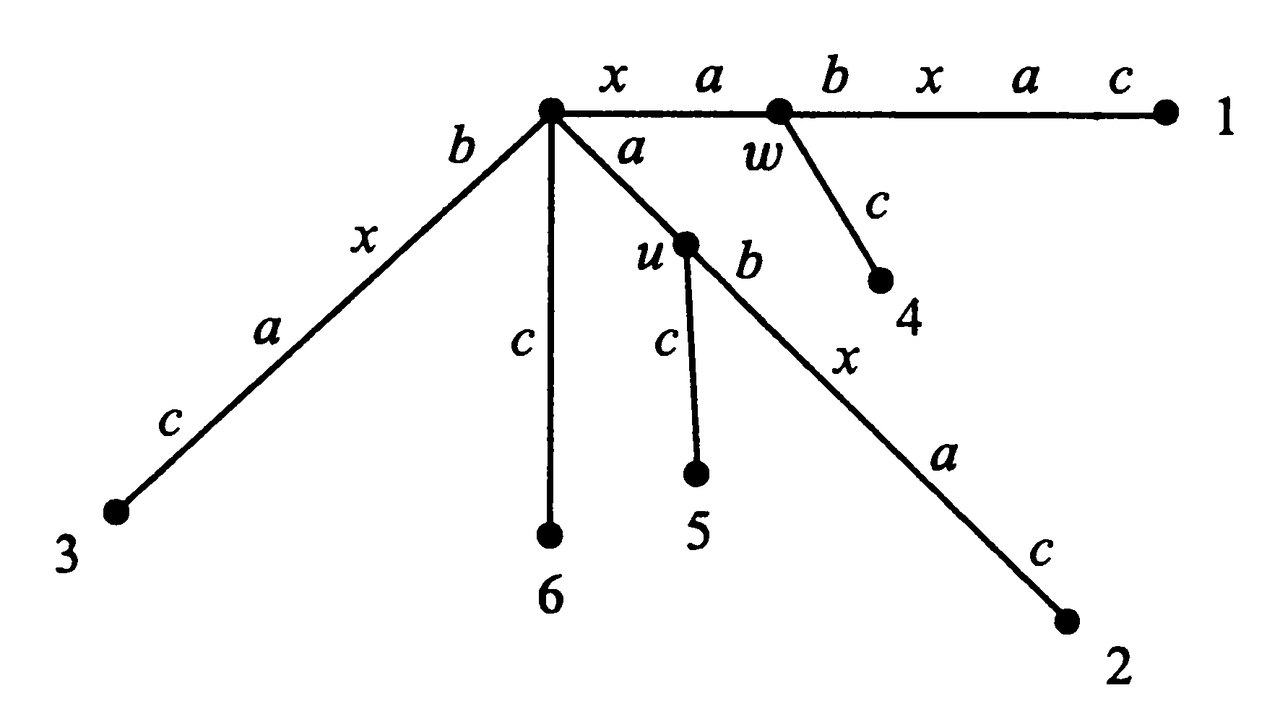 x a b x a c 1
b a w
c
x u b
4
a c c x
c a
3 5 c
6
2